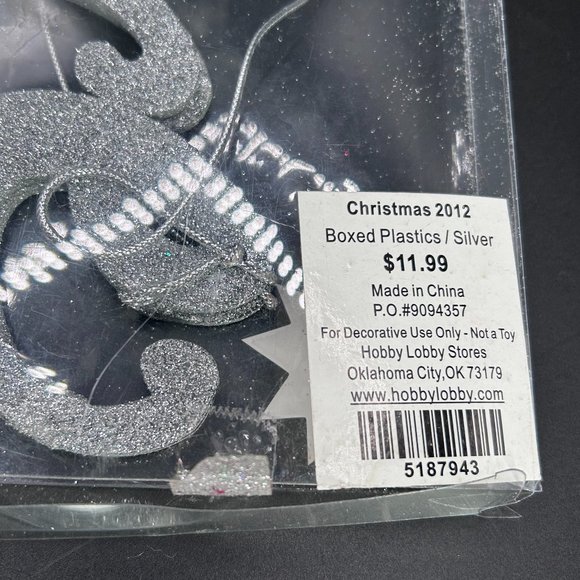 Christmas 2012
Boxed Plastics / Silver
$11.99
Made in China
P.O.#9094357
For Decorative Use Only - Not a Toy
Hobby Lobby Stores
Oklahoma City,OK 73179
www.hobbylobby.com
5187943